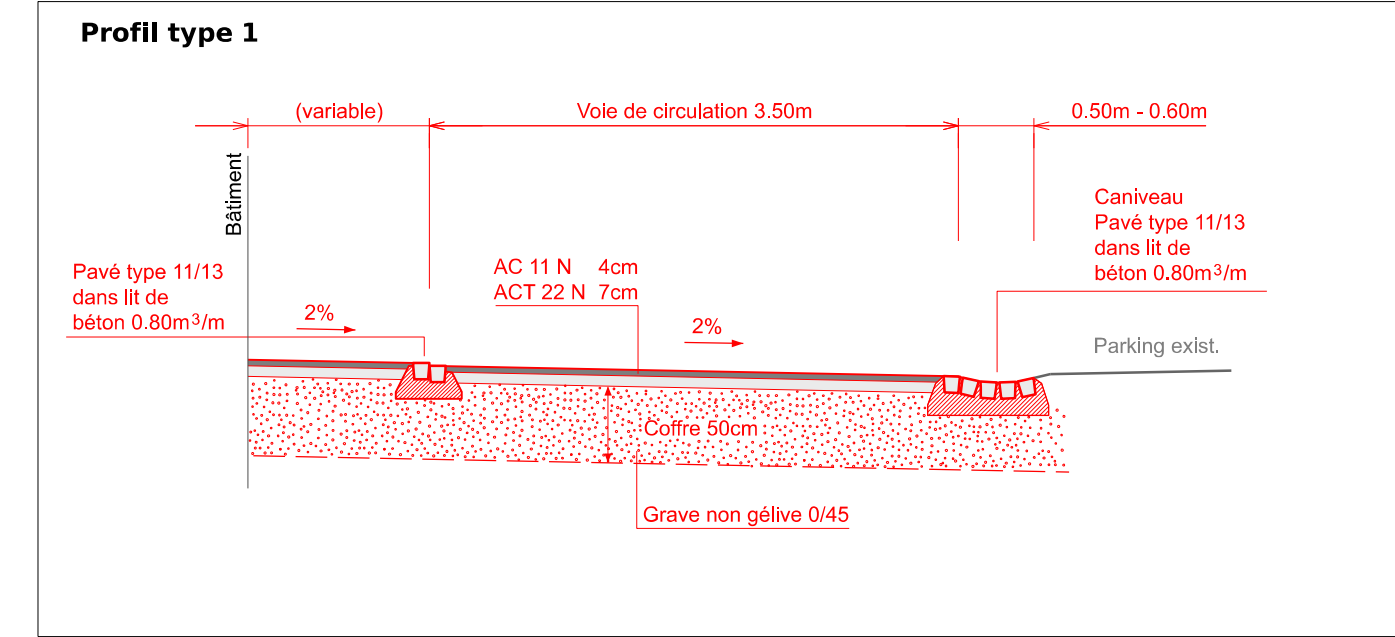 Profil type 1
(variable)
Voie de circulation 3.50m
0.50m - 0.60m
Bâtiment
Caniveau
Pavé type 11/13
dans lit de
béton 0.80m³/m
Pavé type 11/13
dans lit de
béton 0.80m³/m
AC 11 N 4cm
ACT 22 N 7cm
2%
2%
Parking exist.
Coffre 50cm
Grave non gélive 0/45